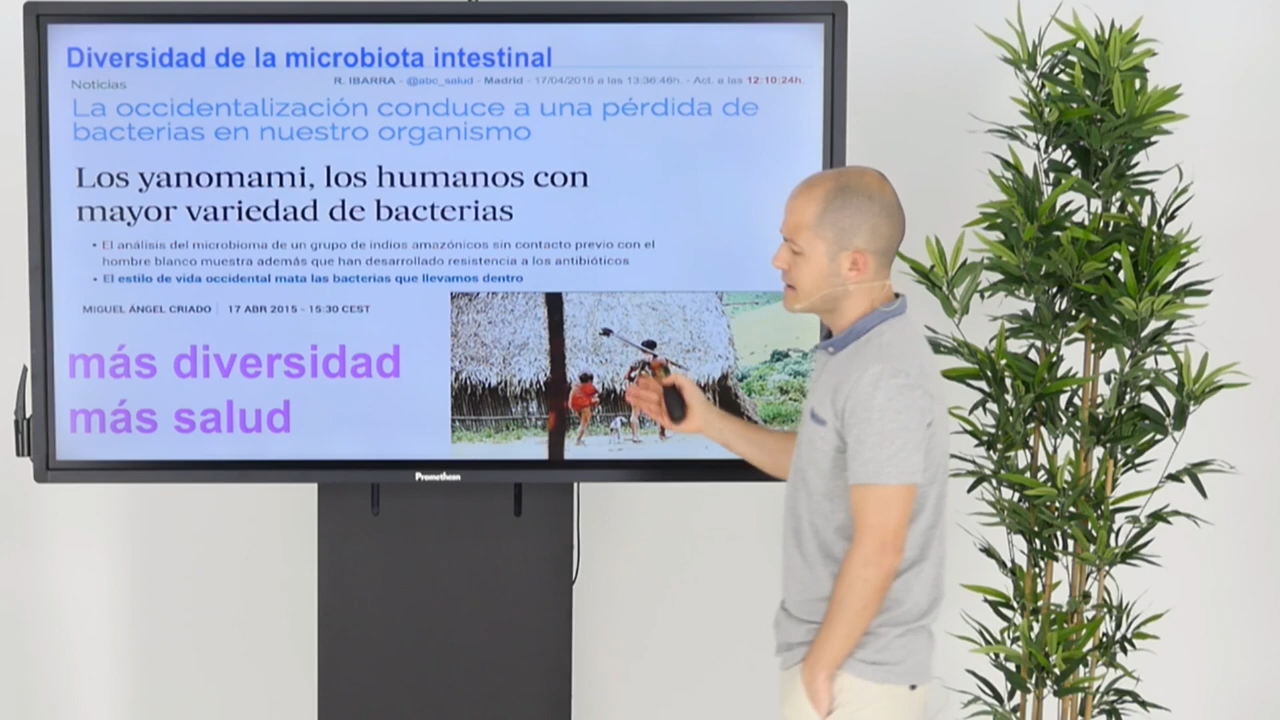 Diversidad de la microbiota intestinal
Noticias
R. IBARRA - @abc_salud - Madrid - 17/04/2015 a las 13:36:46h. - Act. a las 12:10:24h.
La occidentalización conduce a una pérdida de
bacterias en nuestro organismo
Los yanomami, los humanos con
mayor variedad de bacterias
• El análisis del microbioma de un grupo de indios amazónicos sin contacto previo con el
hombre blanco muestra además que han desarrollado resistencia a los antibióticos
• El estilo de vida occidental mata las bacterias que llevamos dentro
MIGUEL ÁNGEL CRIADO | 17 ABR 2015 - 15:30 CEST
más diversidad
más salud
Promethean